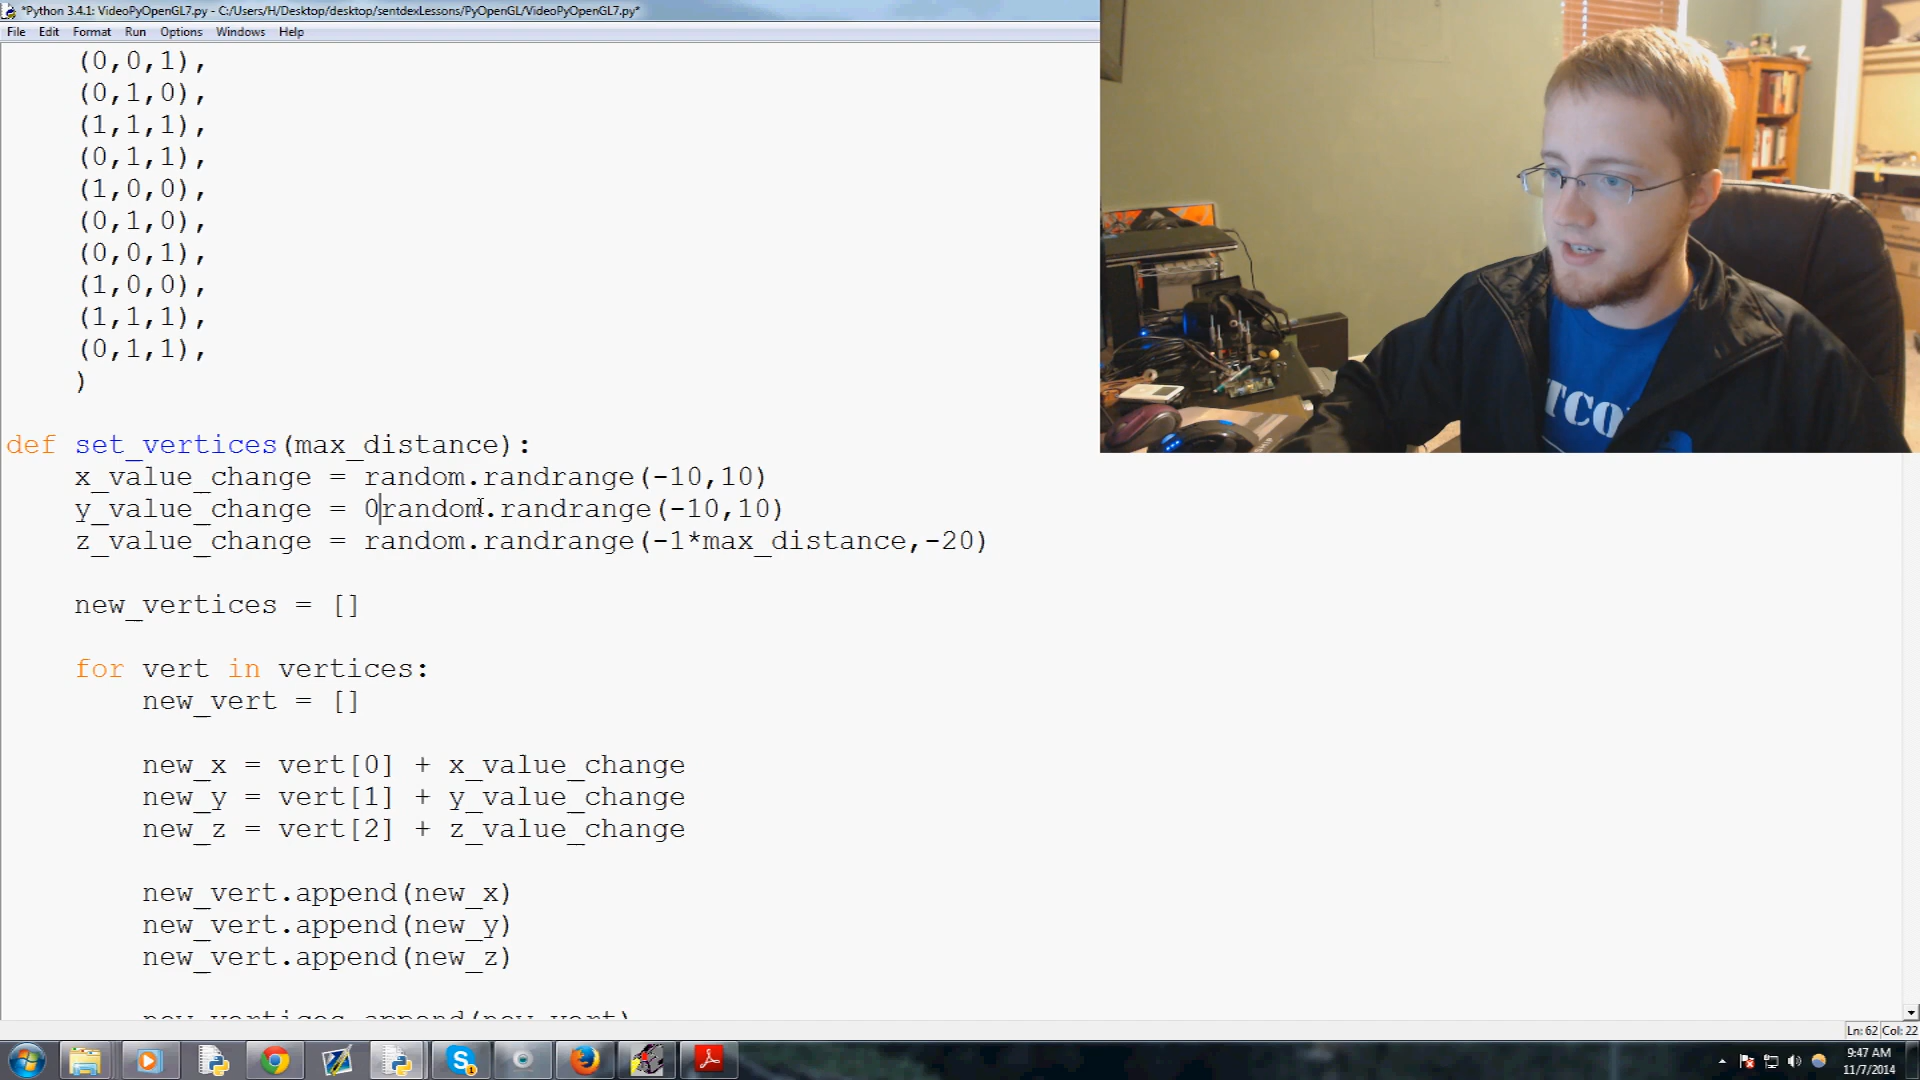 *Python 3.4.1: VideoPyOpenGL7.py - C:/Users/H/Desktop/desktop/sentdexLessons/PyOpenGL/VideoPyOpenGL7.py*
File Edit Format Run Options Windows Help
(0,0,1),
(0,1,0),
(1,1,1),
(0,1,1),
(1,0,0),
(0,1,0),
(0,0,1),
(1,0,0),
(1,1,1),
(0,1,1),
)
def set_vertices(max_distance):
x_value_change = random.randrange(-10,10)
y_value_change = 0random.randrange(-10,10)
z_value_change = random.randrange(-1*max_distance,-20)
new_vertices = []
for vert in vertices:
new_vert = []
new_x = vert[0] + x_value_change
new_y = vert[1] + y_value_change
new_z = vert[2] + z_value_change
new_vert.append(new_x)
new_vert.append(new_y)
new_vert.append(new_z)
new_vertices.append(new_vert)
Ln: 62 Col: 22
9:47 AM
11/7/2014